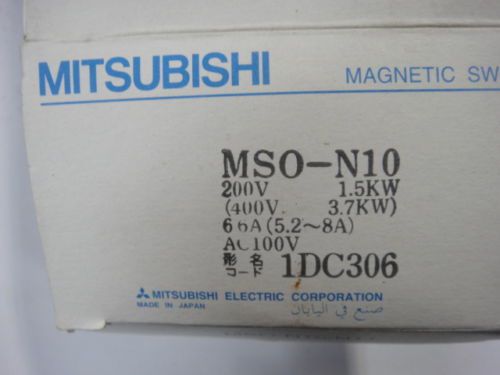 MITSUBISHI MAGNETIC SW
MSO-N10
200V 1.5KW
(400V. 3.7KW)
6 6A (5.2~8A)
AC100V
形名コード 1DC306
MITSUBISHI ELECTRIC CORPORATION
MADE IN JAPAN صنع في اليابان